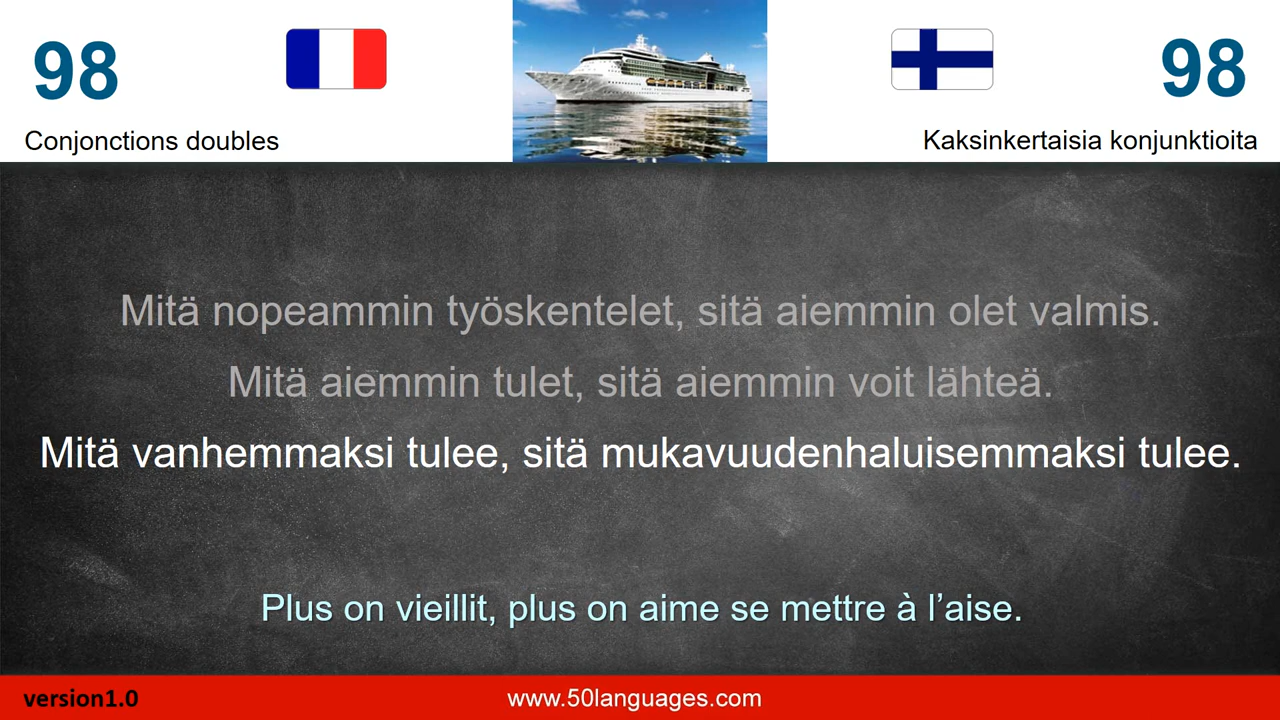 98
98
Conjonctions doubles
Kaksinkertaisia konjunktioita
Mitä nopeammin työskentelet, sitä aiemmin olet valmis.
Mitä aiemmin tulet, sitä aiemmin voit lähteä.
Mitä vanhemmaksi tulee, sitä mukavuudenhaluisemmaksi tulee.
Plus on vieillit, plus on aime se mettre à l’aise.
version1.0
www.50languages.com